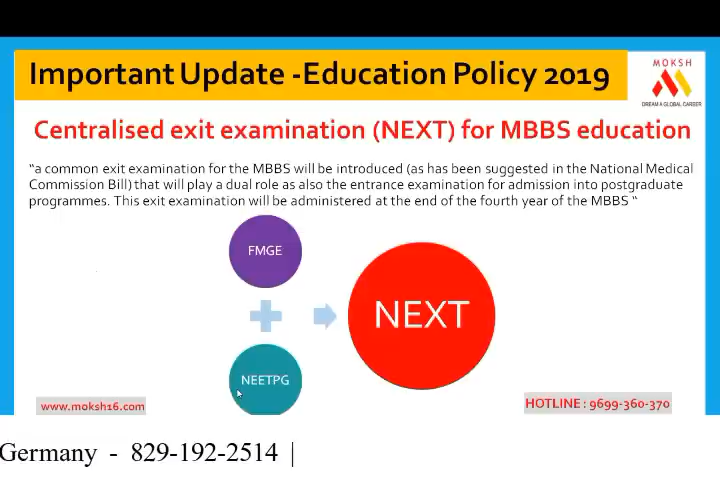 Important Update -Education Policy 2019
MOKSH
DREAM A GLOBAL CAREER
Centralised exit examination (NEXT) for MBBS education
“a common exit examination for the MBBS will be introduced (as has been suggested in the National Medical
Commission Bill) that will play a dual role as also the entrance examination for admission into postgraduate
programmes. This exit examination will be administered at the end of the fourth year of the MBBS “
FMGE
NEXT
NEETPG
www.moksh16.com
HOTLINE : 9699-360-370
Germany - 829-192-2514 |